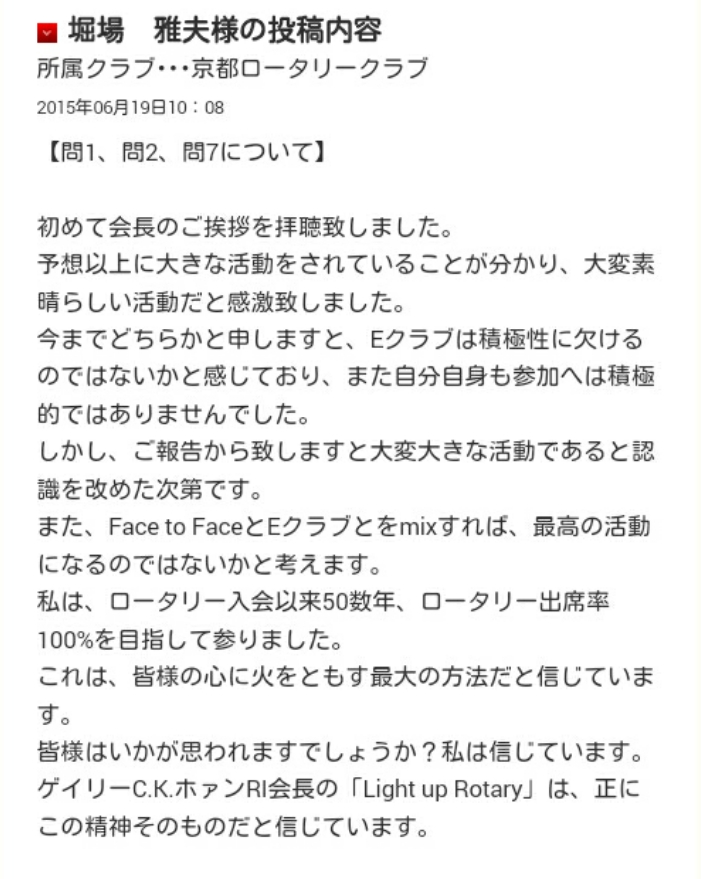 堀場　雅夫様の投稿内容
所属クラブ･･･京都ロータリークラブ
2015年06月19日10：08
【問1、問2、問7について】
初めて会長のご挨拶を拝聴致しました。
予想以上に大きな活動をされていることが分かり、大変素
晴らしい活動だと感激致しました。
今までどちらかと申しますと、Eクラブは積極性に欠ける
のではないかと感じており、また自分自身も参加へは積極
的ではありませんでした。
しかし、ご報告から致しますと大変大きな活動であると認
識を改めた次第です。
また、Face to FaceとEクラブとをmixすれば、最高の活動
になるのではないかと考えます。
私は、ロータリー入会以来50数年、ロータリー出席率
100%を目指して参りました。
これは、皆様の心に火をともす最大の方法だと信じていま
す。
皆様はいかが思われますでしょうか？私は信じています。
ゲイリーC.K.ホァンRI会長の「Light up Rotary」は、正に
この精神そのものだと信じています。